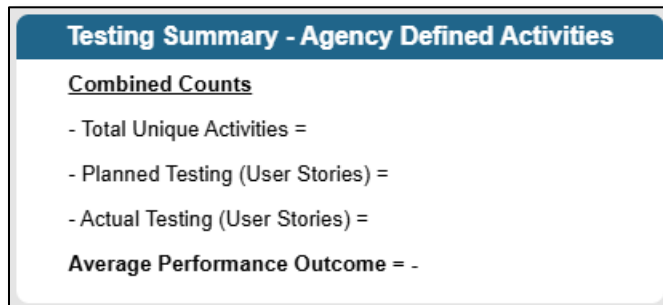 Testing Summary - Agency Defined Activities
Combined Counts
- Total Unique Activities =
- Planned Testing (User Stories) =
- Actual Testing (User Stories) =
Average Performance Outcome = -